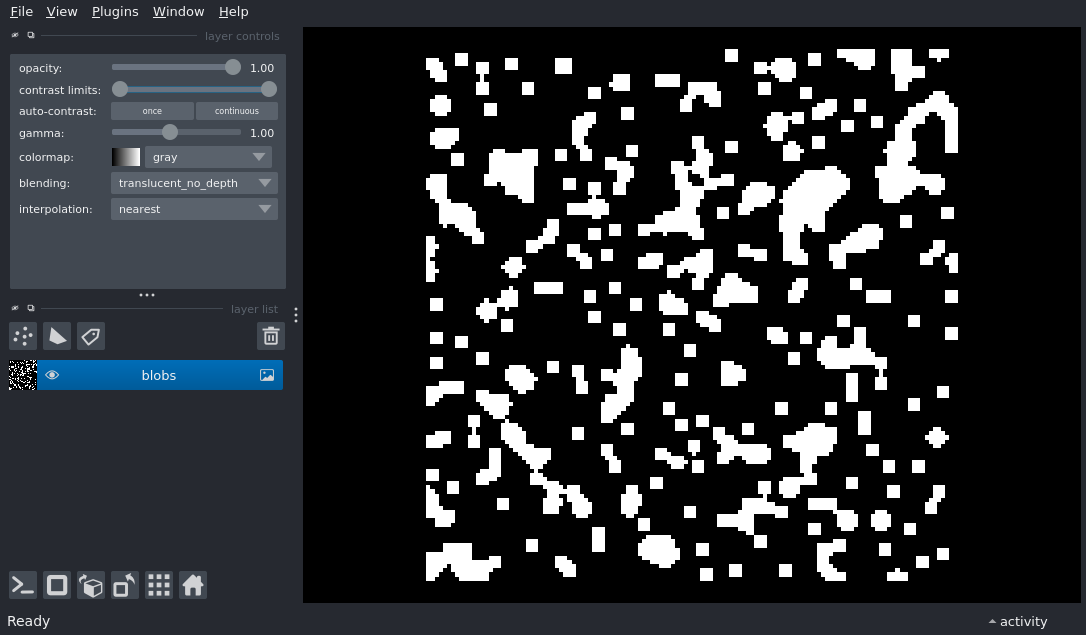 File View Plugins Window Help
layer controls
opacity: 1.00
contrast limits:
auto-contrast: once continuous
gamma: 1.00
colormap: gray
blending: translucent_no_depth
interpolation: nearest
layer list
blobs
Ready
activity